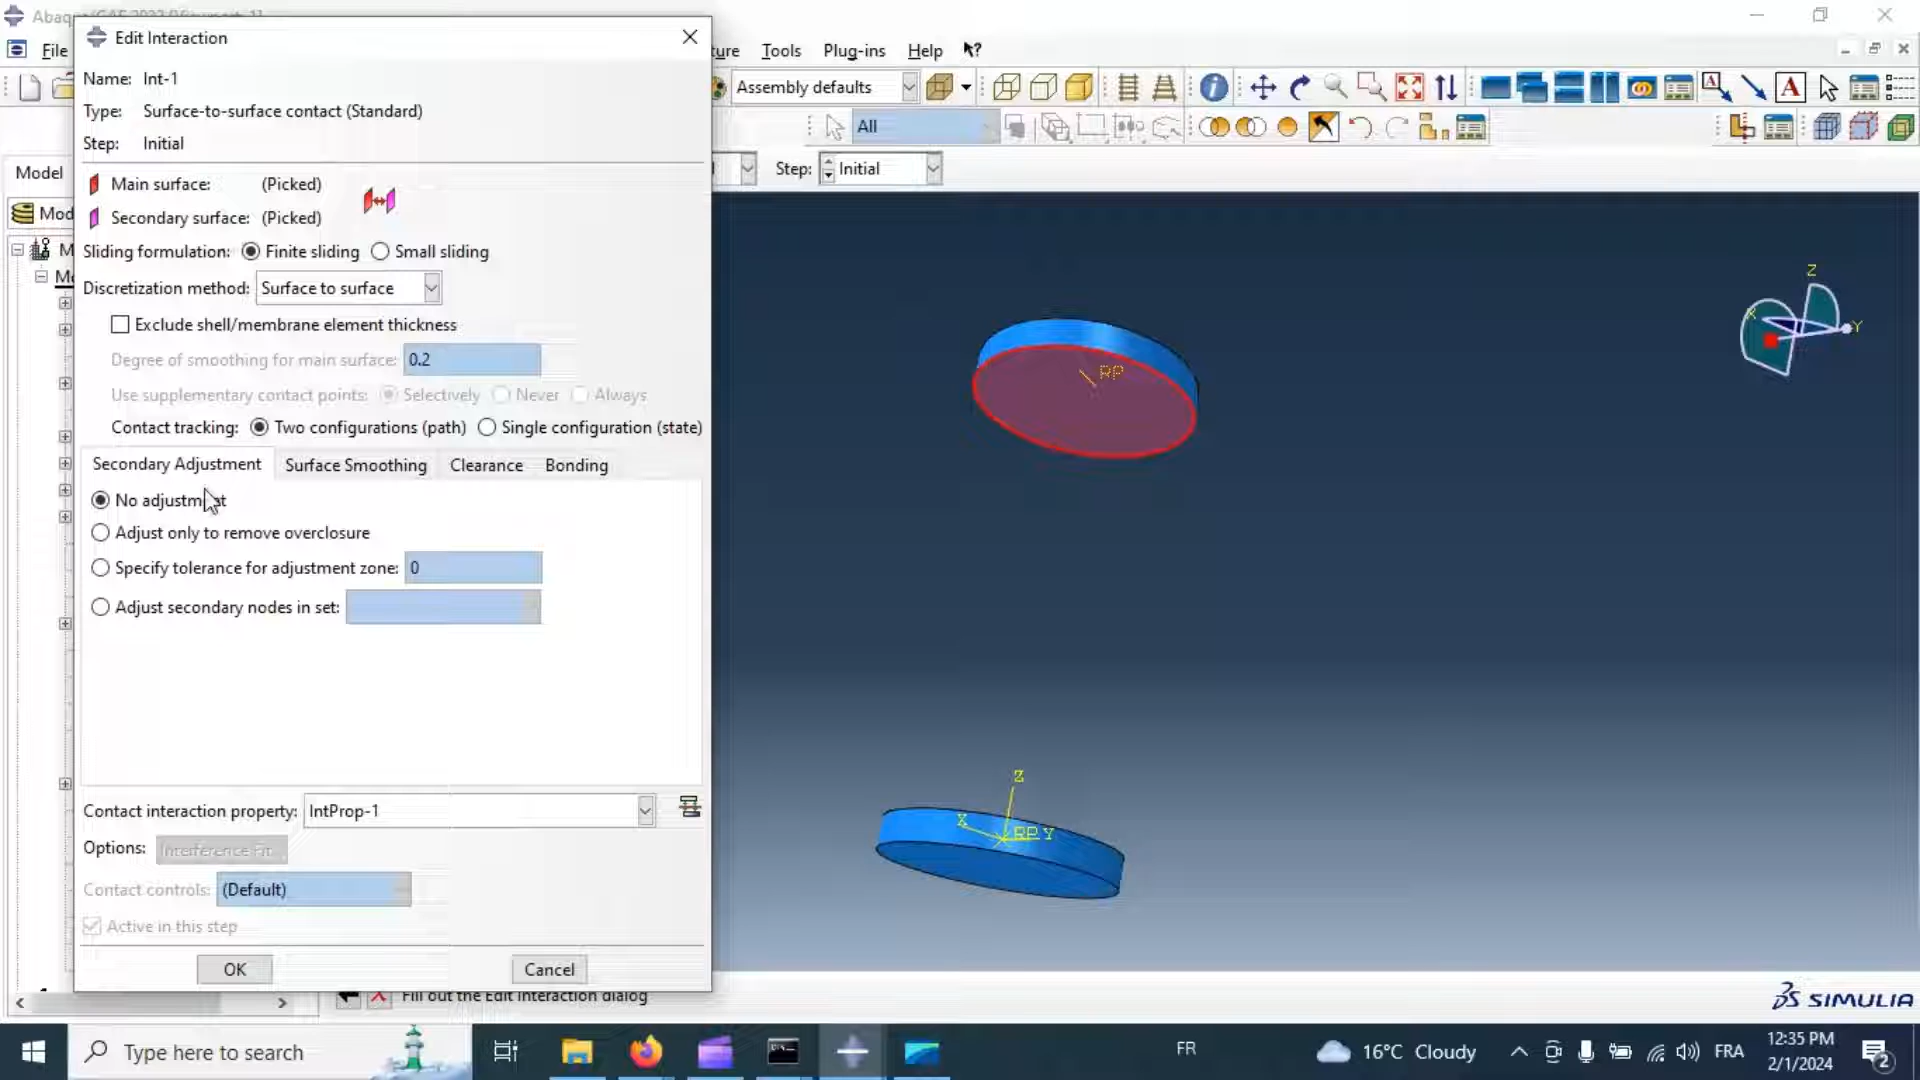 Edit Interaction
File
ture Tools Plug-ins Help
Name: Int-1
Type: Surface-to-surface contact (Standard)
Step: Initial
Assembly defaults
All
Model
Step: Initial
Main surface: (Picked)
Secondary surface: (Picked)
Sliding formulation: Finite sliding Small sliding
Discretization method: Surface to surface
Exclude shell/membrane element thickness
Degree of smoothing for main surface: 0.2
Use supplementary contact points: Selectively Never Always
Contact tracking: Two configurations (path) Single configuration (state)
Secondary Adjustment Surface Smoothing Clearance Bonding
No adjustment
Adjust only to remove overclosure
Specify tolerance for adjustment zone: 0
Adjust secondary nodes in set:
Contact interaction property: IntProp-1
Options: Interference Fit...
Contact controls: (Default)
Active in this step
OK Cancel
Fill out the Edit Interaction dialog
Z
X
Y
RP
Z
X
RP Y
SIMULIA
Type here to search
FR
16°C Cloudy
FRA
12:35 PM
2/1/2024
2